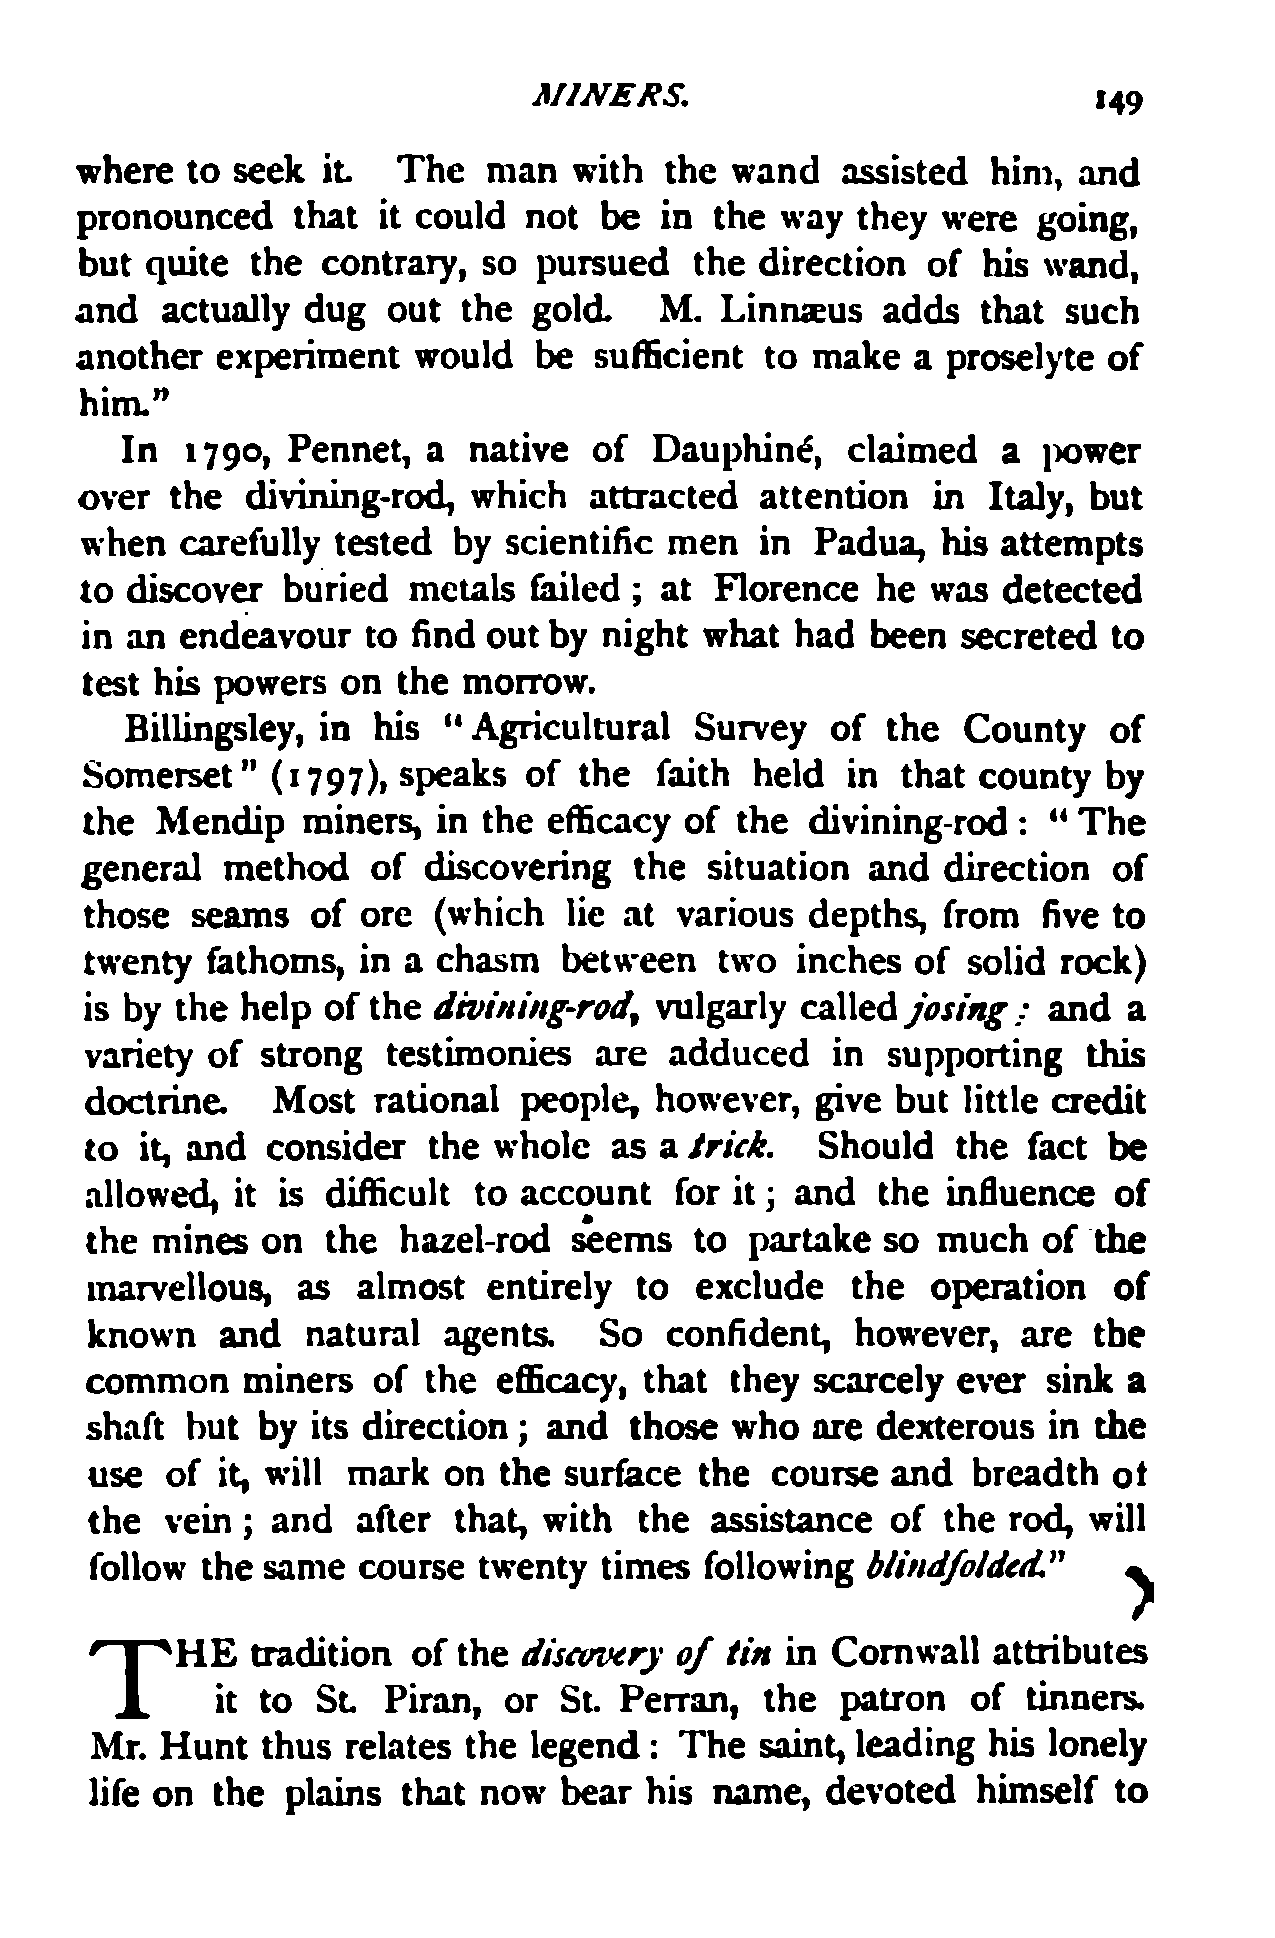 MINERS. 149
where to seek it. The man with the wand assisted him, and
pronounced that it could not be in the way they were going,
but quite the contrary, so pursued the direction of his wand,
and actually dug out the gold. M. Linnæus adds that such
another experiment would be sufficient to make a proselyte of
him."
In 1790, Pennet, a native of Dauphiné, claimed a power
over the divining-rod, which attracted attention in Italy, but
when carefully tested by scientific men in Padua, his attempts
to discover buried metals failed ; at Florence he was detected
in an endeavour to find out by night what had been secreted to
test his powers on the morrow.
Billingsley, in his " Agricultural Survey of the County of
Somerset " (1797), speaks of the faith held in that county by
the Mendip miners, in the efficacy of the divining-rod : " The
general method of discovering the situation and direction of
those seams of ore (which lie at various depths, from five to
twenty fathoms, in a chasm between two inches of solid rock)
is by the help of the divining-rod, vulgarly called josing : and a
variety of strong testimonies are adduced in supporting this
doctrine. Most rational people, however, give but little credit
to it, and consider the whole as a trick. Should the fact be
allowed, it is difficult to account for it ; and the influence of
the mines on the hazel-rod seems to partake so much of the
marvellous, as almost entirely to exclude the operation of
known and natural agents. So confident, however, are the
common miners of the efficacy, that they scarcely ever sink a
shaft but by its direction ; and those who are dexterous in the
use of it, will mark on the surface the course and breadth of
the vein ; and after that, with the assistance of the rod, will
follow the same course twenty times following blindfolded."
THE tradition of the discovery of tin in Cornwall attributes
it to St. Piran, or St. Perran, the patron of tinners.
Mr. Hunt thus relates the legend : The saint, leading his lonely
life on the plains that now bear his name, devoted himself to